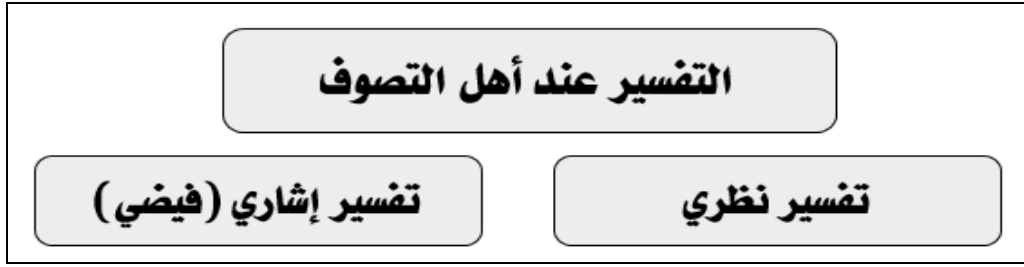 التفسير عند أهل التصوف
تفسير نظري
تفسير إشاري (فيضي)